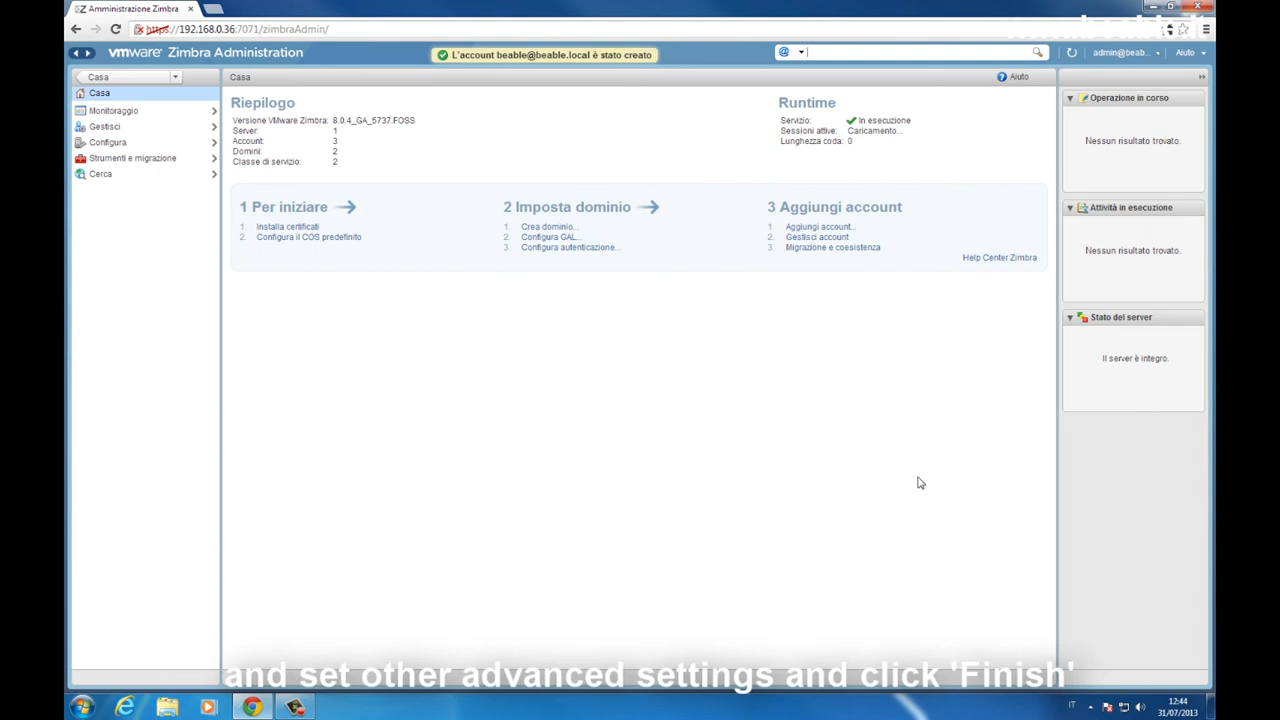 Amministrazione Zimbra
https://192.168.0.36:7071/zimbraAdmin/
vmware Zimbra Administration
L'account beable@beable.local è stato creato
@
admin@beab...
Aiuto
Casa
Casa
Aiuto
Casa
Monitoraggio
Gestisci
Configura
Strumenti e migrazione
Cerca
Riepilogo
Versione VMware Zimbra: 8.0.4_GA_5737.FOSS
Server: 1
Account: 3
Domini: 2
Classe di servizio: 2
Runtime
Servizio: In esecuzione
Sessioni attive: Caricamento...
Lunghezza coda: 0
1 Per iniziare
1. Installa certificati
2. Configura il COS predefinito
2 Imposta dominio
1. Crea dominio...
2. Configura GAL...
3. Configura autenticazione...
3 Aggiungi account
1. Aggiungi account...
2. Gestisci account
3. Migrazione e coesistenza
Help Center Zimbra
Operazione in corso
Nessun risultato trovato.
Attività in esecuzione
Nessun risultato trovato.
Stato del server
Il server è integro.
and set other advanced settings and click 'Finish'
IT
12:44
31/07/2013